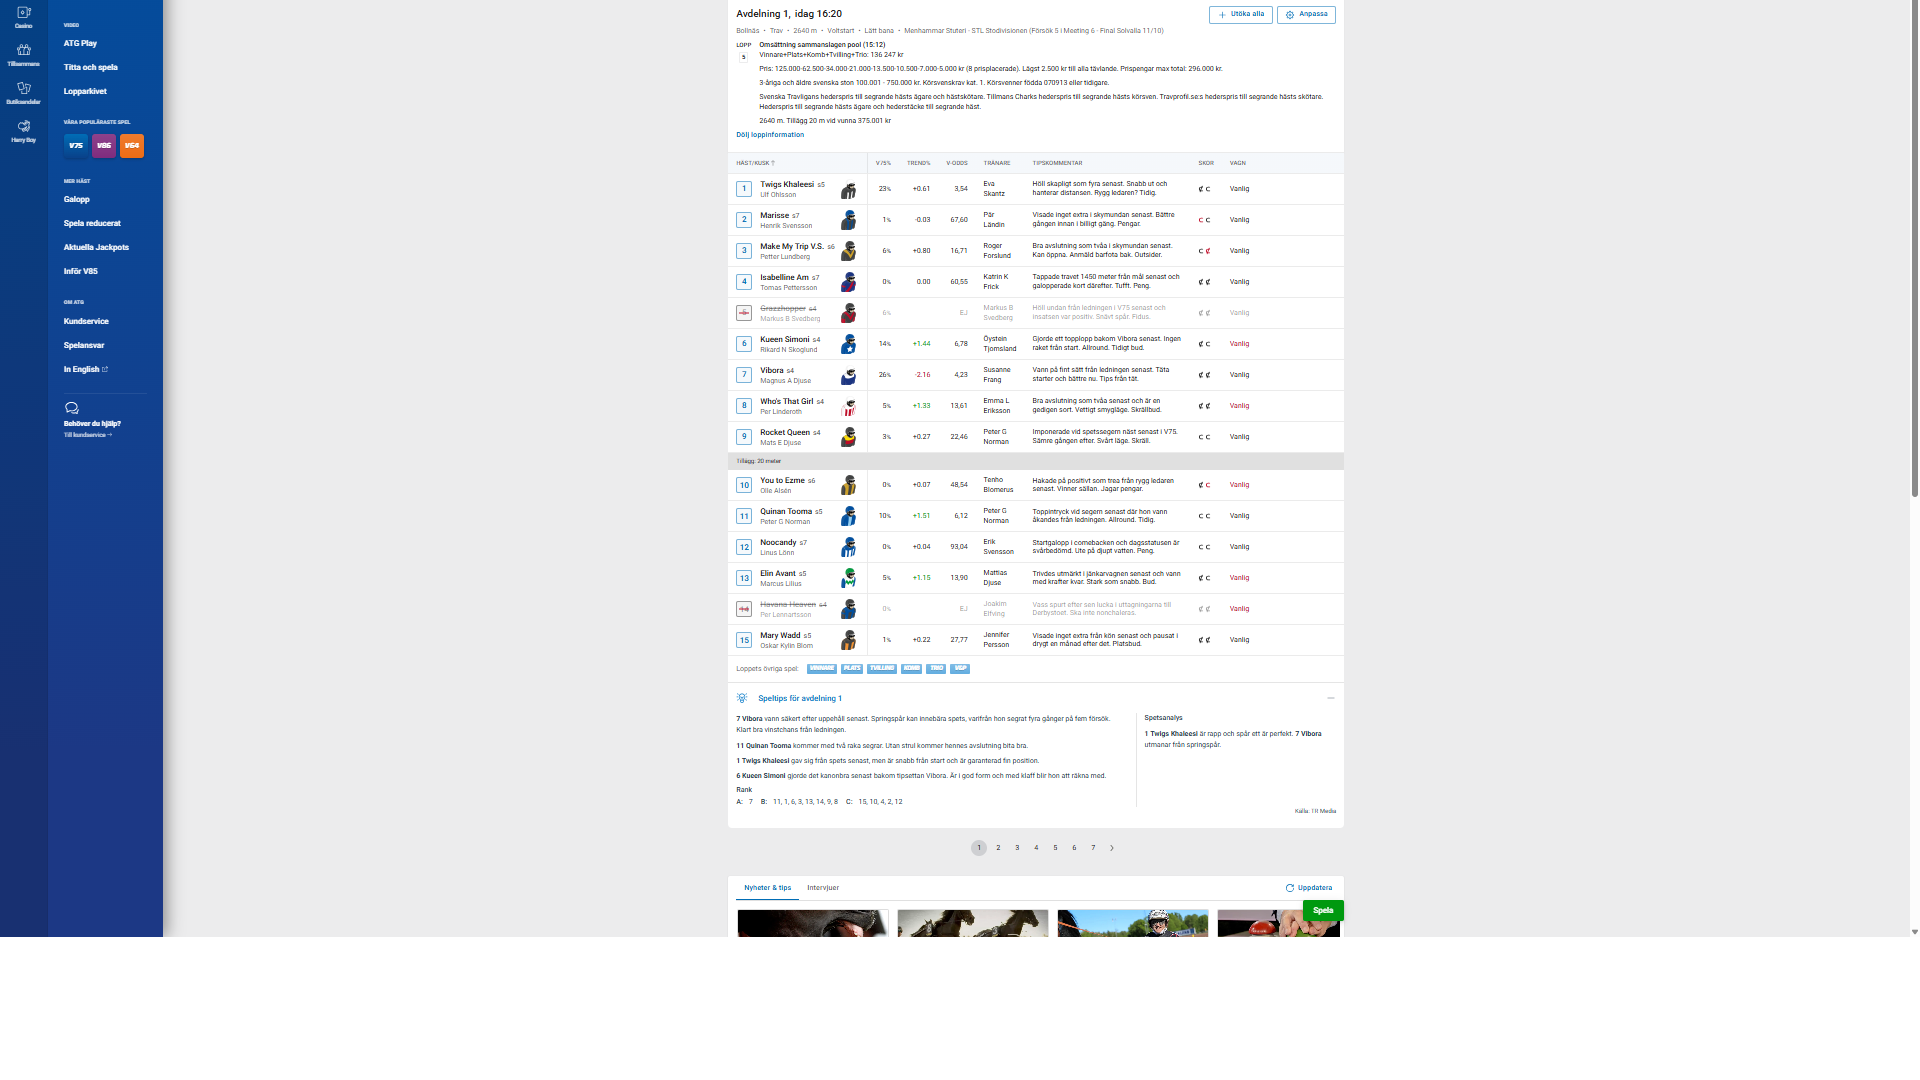 Casino
Tillsammans
Butiksandelar
Harry Boy
VIDEO
ATG Play
Titta och spela
Lopparkivet
VÅRA POPULÄRASTE SPEL
V75 V86 V64
MER HÄST
Galopp
Spela reducerat
Aktuella Jackpots
Inför V85
OM ATG
Kundservice
Spelansvar
In English
Behöver du hjälp?
Till kundservice →
Avdelning 1, idag 16:20
Utöka alla
Anpassa
Bollnäs • Trav • 2640 m • Voltstart • Lätt bana • Menhammar Stuteri - STL Stodivisionen (Försök 5 i Meeting 6 - Final Solvalla 11/10)
LOPP
5
Omsättning sammanslagen pool (15:12)
Vinnare+Plats+Komb+Tvilling+Trio: 136 247 kr
Pris: 125.000-62.500-34.000-21.000-13.500-10.500-7.000-5.000 kr (8 prisplacerade). Lägst 2.500 kr till alla tävlande. Prispengar max total: 296.000 kr.
3-åriga och äldre svenska ston 100.001 - 750.000 kr. Körsvenskrav kat. 1. Körsvenner födda 070913 eller tidigare.
Svenska Travligans hederspris till segrande hästs ägare och hästskötare. Tillmans Charks hederspris till segrande hästs körsven. Travprofil.se:s hederspris till segrande hästs skötare.
Hederspris till segrande hästs ägare och hederstäcke till segrande häst.
2640 m. Tillägg 20 m vid vunna 375.001 kr
Dölj loppinformation
HÄST/KUSK ↑ V75% TREND% V-ODDS TRÄNARE TIPSKOMMENTAR SKOR VAGN
1 Twigs Khaleesi s5 Ulf Ohlsson 23% +0.61 3,54 Eva Skantz Höll skapligt som fyra senast. Snabb ut och hanterar distansen. Rygg ledaren? Tidig. Ȼ C Vanlig
2 Marisse s7 Henrik Svensson 1% -0.03 67,60 Pär Ländin Visade inget extra i skymundan senast. Bättre gången innan i billigt gäng. Pengar. C C Vanlig
3 Make My Trip V.S. s6 Petter Lundberg 6% +0.80 16,71 Roger Forslund Bra avslutning som tvåa i skymundan senast. Kan öppna. Anmäld barfota bak. Outsider. C Ȼ Vanlig
4 Isabelline Am s7 Tomas Pettersson 0% 0.00 60,55 Katrin K Frick Tappade travet 1450 meter från mål senast och galopperade kort därefter. Tufft. Peng. Ȼ Ȼ Vanlig
5 Grazzhopper s4 Markus B Svedberg 6% EJ Markus B Svedberg Höll undan från ledningen i V75 senast och insatsen var positiv. Snävt spår. Fidus. Ȼ Ȼ Vanlig
6 Kueen Simoni s4 Rikard N Skoglund 14% +1.44 6,78 Öystein Tjomsland Gjorde ett topplopp bakom Vibora senast. Ingen raket från start. Allround. Tidigt bud. Ȼ C Vanlig
7 Vibora s4 Magnus A Djuse 26% -2.16 4,23 Susanne Frang Vann på fint sätt från ledningen senast. Täta starter och bättre nu. Tips från tät. Ȼ Ȼ Vanlig
8 Who's That Girl s4 Per Linderoth 5% +1.33 13,61 Emma L Eriksson Bra avslutning som tvåa senast och är en gedigen sort. Vettigt smygläge. Skrällbud. Ȼ Ȼ Vanlig
9 Rocket Queen s4 Mats E Djuse 3% +0.27 22,46 Peter G Norman Imponerade vid spetssegern näst senast i V75. Sämre gången efter. Svårt läge. Skräll. C C Vanlig
Tillägg: 20 meter
10 You to Ezme s6 Olle Alsén 0% +0.07 48,54 Tenho Blomerus Hakade på positivt som trea från rygg ledaren senast. Vinner sällan. Jagar pengar. Ȼ C Vanlig
11 Quinan Tooma s5 Peter G Norman 10% +1.51 6,12 Peter G Norman Toppintryck vid segern senast där hon vann åkandes från ledningen. Allround. Tidig. C C Vanlig
12 Noocandy s7 Linus Lönn 0% +0.04 93,04 Erik Svensson Startgalopp i comebacken och dagsstatusen är svårbedömd. Ute på djupt vatten. Peng. C C Vanlig
13 Elin Avant s5 Marcus Lilius 5% +1.15 13,90 Mattias Djuse Trivdes utmärkt i jänkarvagnen senast och vann med krafter kvar. Stark som snabb. Bud. Ȼ C Vanlig
14 Havana Heaven s4 Per Lennartsson 0% EJ Joakim Elfving Vass spurt efter sen lucka i uttagningarna till Derbystoet. Ska inte nonchaleras. Ȼ Ȼ Vanlig
15 Mary Wadd s5 Oskar Kylin Blom 1% +0.22 27,77 Jennifer Persson Visade inget extra från kön senast och pausat i drygt en månad efter det. Platsbud. Ȼ Ȼ Vanlig
Loppets övriga spel: VINNARE PLATS TVILLING KOMB TRIO V&P
Speltips för avdelning 1
7 Vibora vann säkert efter uppehåll senast. Springspår kan innebära spets, varifrån hon segrat fyra gånger på fem försök.
Klart bra vinstchans från ledningen.
11 Quinan Tooma kommer med två raka segrar. Utan strul kommer hennes avslutning bita bra.
1 Twigs Khaleesi gav sig från spets senast, men är snabb från start och är garanterad fin position.
6 Kueen Simoni gjorde det kanonbra senast bakom tipsettan Vibora. Är i god form och med klaff blir hon att räkna med.
Rank
A: 7 B: 11, 1, 6, 3, 13, 14, 9, 8 C: 15, 10, 4, 2, 12
Spetsanalys
1 Twigs Khaleesi är rapp och spår ett är perfekt. 7 Vibora
utmanar från springspår.
Källa: TR Media
1 2 3 4 5 6 7
Nyheter & tips
Intervjuer
Uppdatera
Spela